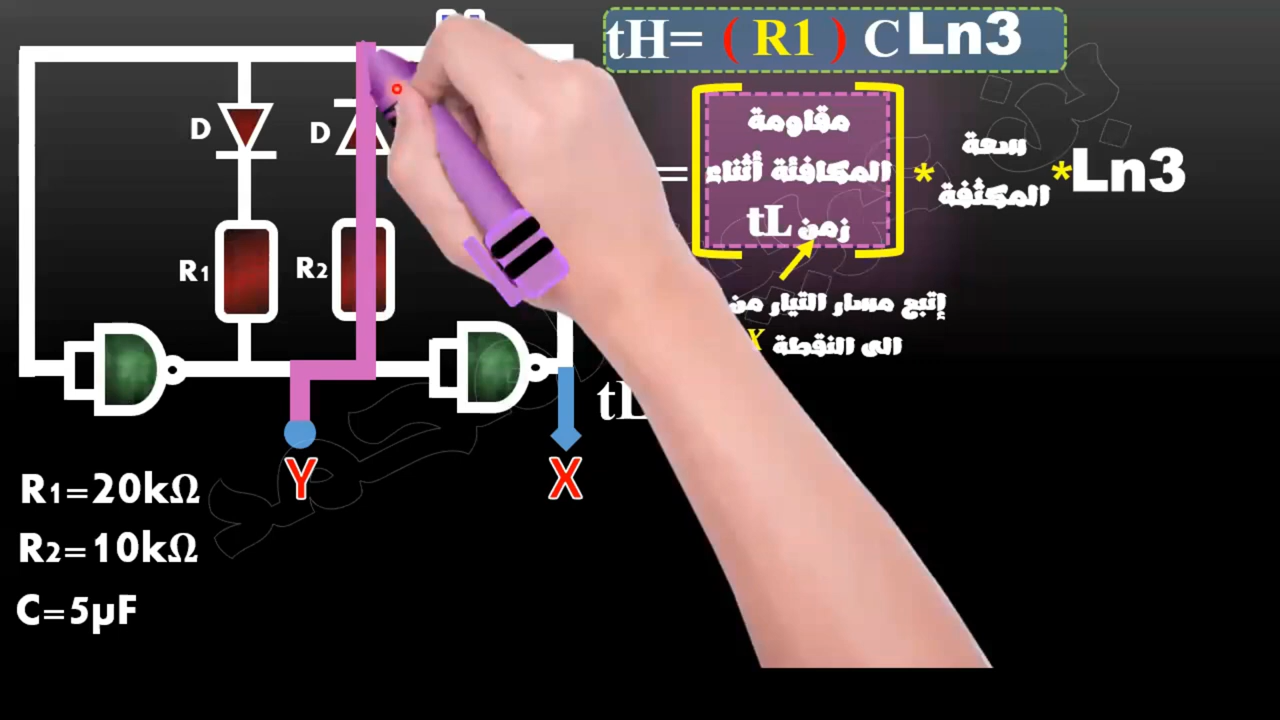 tH= ( R1 ) CLn3
=
مقاومة
المكافئة أثناء
زمن tL
*
سعة
المكثفة
*Ln3
إتبع مسار التيار من
X الى النقطة
D
D
R1
R2
Y
X
R1=20kΩ
R2=10kΩ
C=5μF